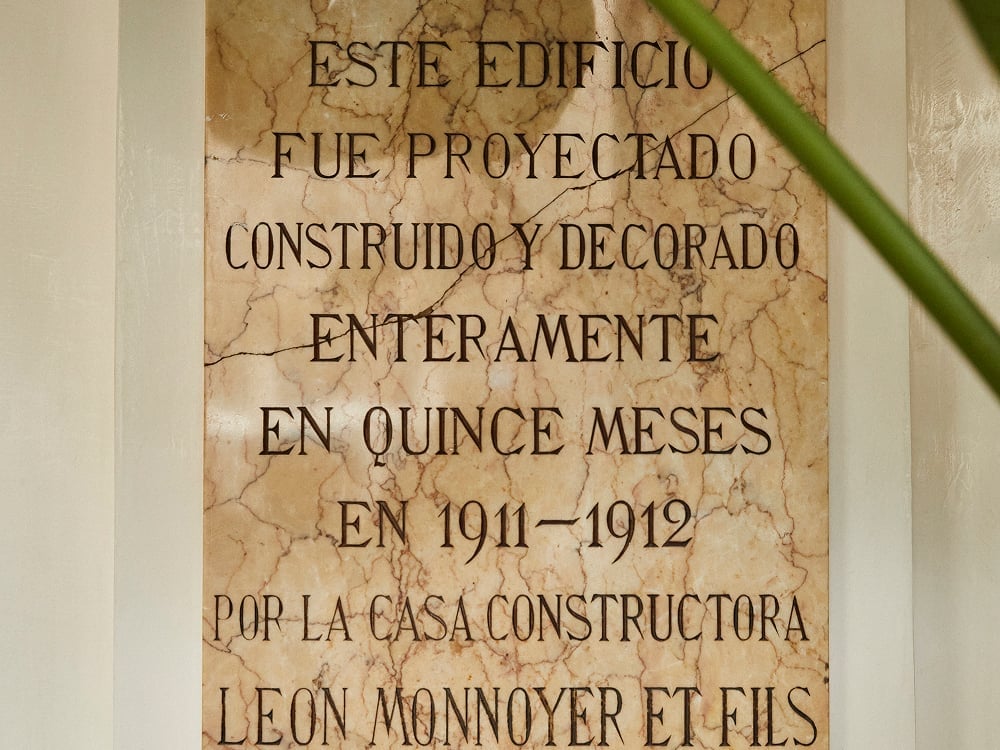 ESTE EDIFICIO
FUE PROYECTADO
CONSTRUIDO Y DECORADO
ENTERAMENTE
EN QUINCE MESES
EN 1911—1912
POR LA CASA CONSTRUCTORA
LEON MONNOYER ET FILS